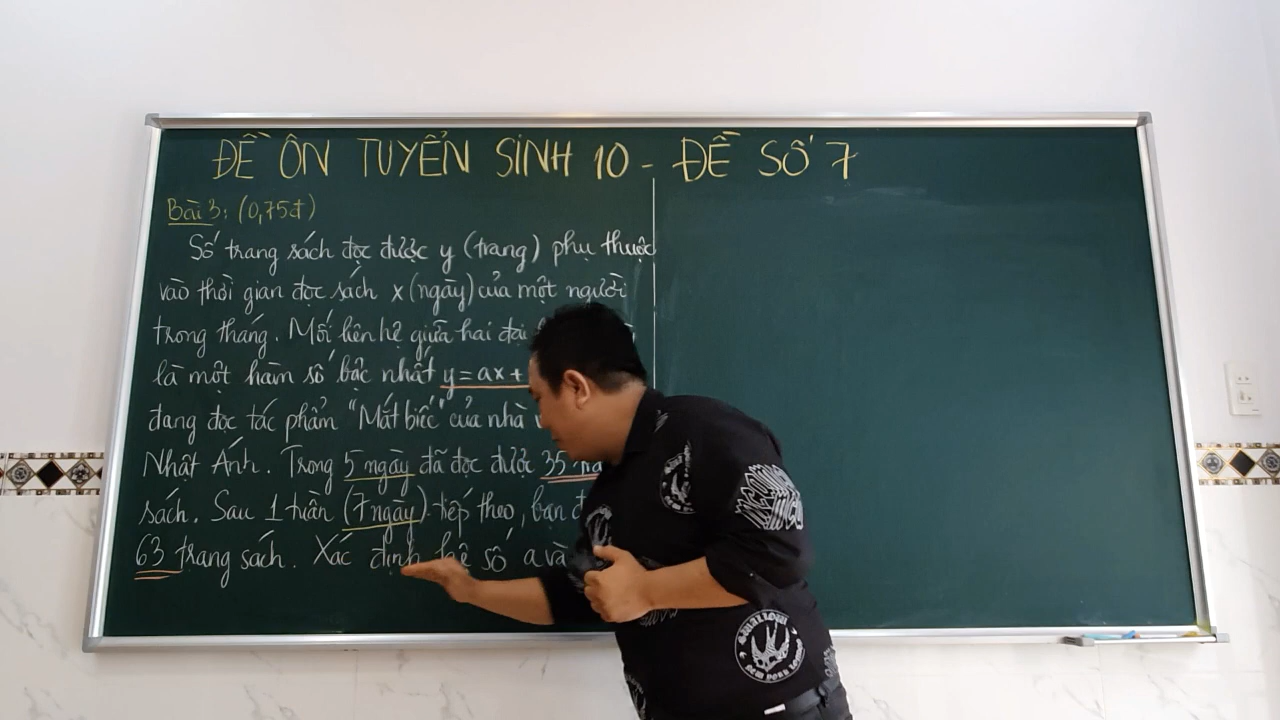 ĐỀ ÔN TUYỂN SINH 10 - ĐỀ SỐ 7
Bài 3: (0,75đ)
Số trang sách đọc được y (trang) phụ thuộc
vào thời gian đọc sách x (ngày) của một người
trong tháng. Mối liên hệ giữa hai đại
là một hàm số bậc nhất y = ax +
đang đọc tác phẩm "Mắt biếc" của nhà
Nhật Ánh. Trong 5 ngày đã đọc được 35
sách. Sau 1 tuần (7 ngày) tiếp theo, bạn
63 trang sách. Xác định hệ số a và